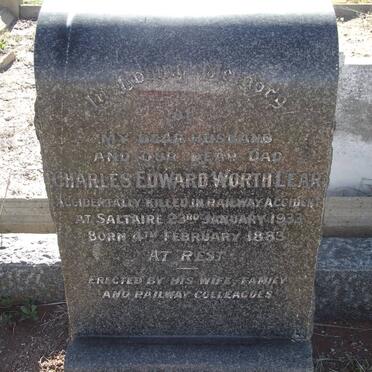 In Loving Memory
OF
MY DEAR HUSBAND
AND OUR DEAR DAD
CHARLES EDWARD WORTH LEAR
ACCIDENTALLY KILLED IN RAILWAY ACCIDENT
AT SALTAIRE 23RD JANUARY 1933
BORN 4TH FEBRUARY 1883
AT REST
ERECTED BY HIS WIFE, FAMILY
AND RAILWAY COLLEAGUES